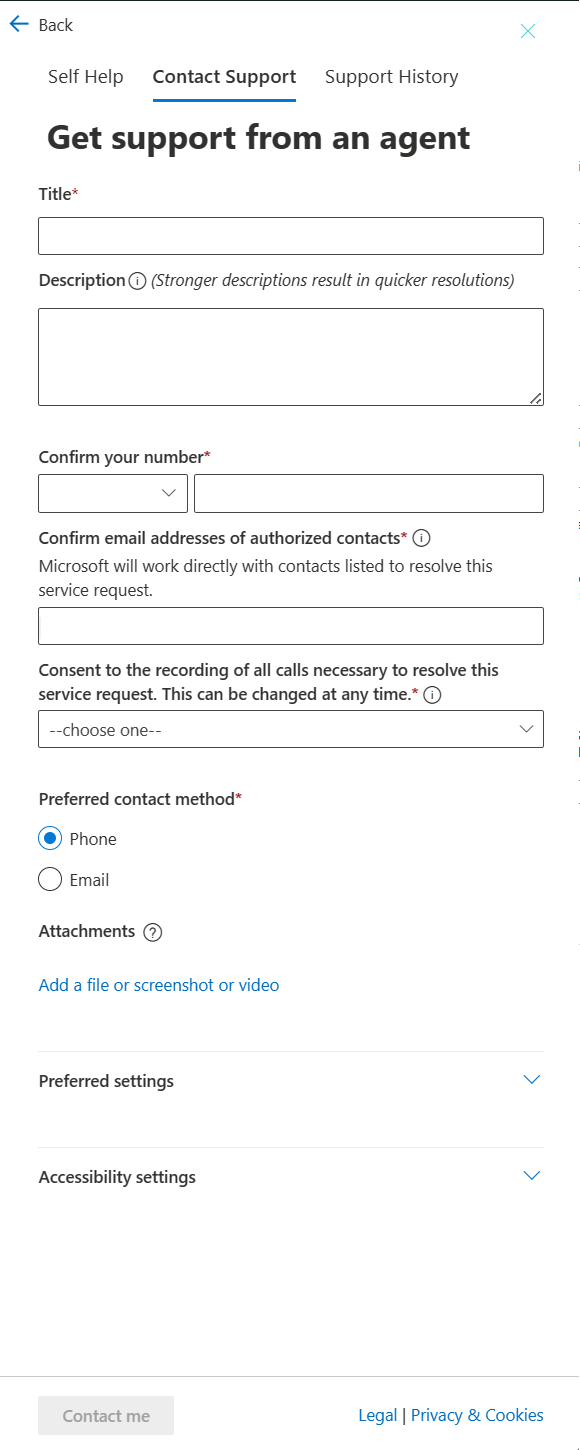 Back
Self Help Contact Support Support History
Get support from an agent
Title*
Description (Stronger descriptions result in quicker resolutions)
Confirm your number*
Confirm email addresses of authorized contacts*
Microsoft will work directly with contacts listed to resolve this
service request.
Consent to the recording of all calls necessary to resolve this
service request. This can be changed at any time.*
--choose one--
Preferred contact method*
Phone
Email
Attachments
Add a file or screenshot or video
Preferred settings
Accessibility settings
Contact me Legal | Privacy & Cookies